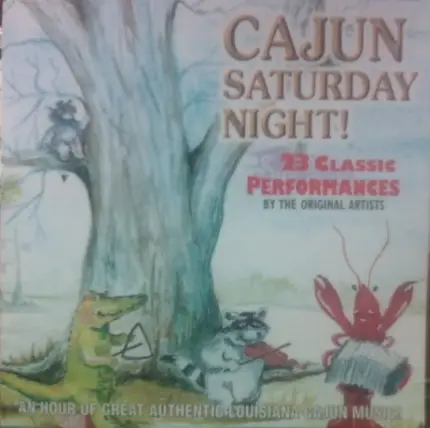 CAJUN
SATURDAY
NIGHT!
23 CLASSIC
PERFORMANCES
BY THE ORIGINAL ARTISTS
"AN HOUR OF GREAT AUTHENTIC LOUISIANA CAJUN MUSIC!"